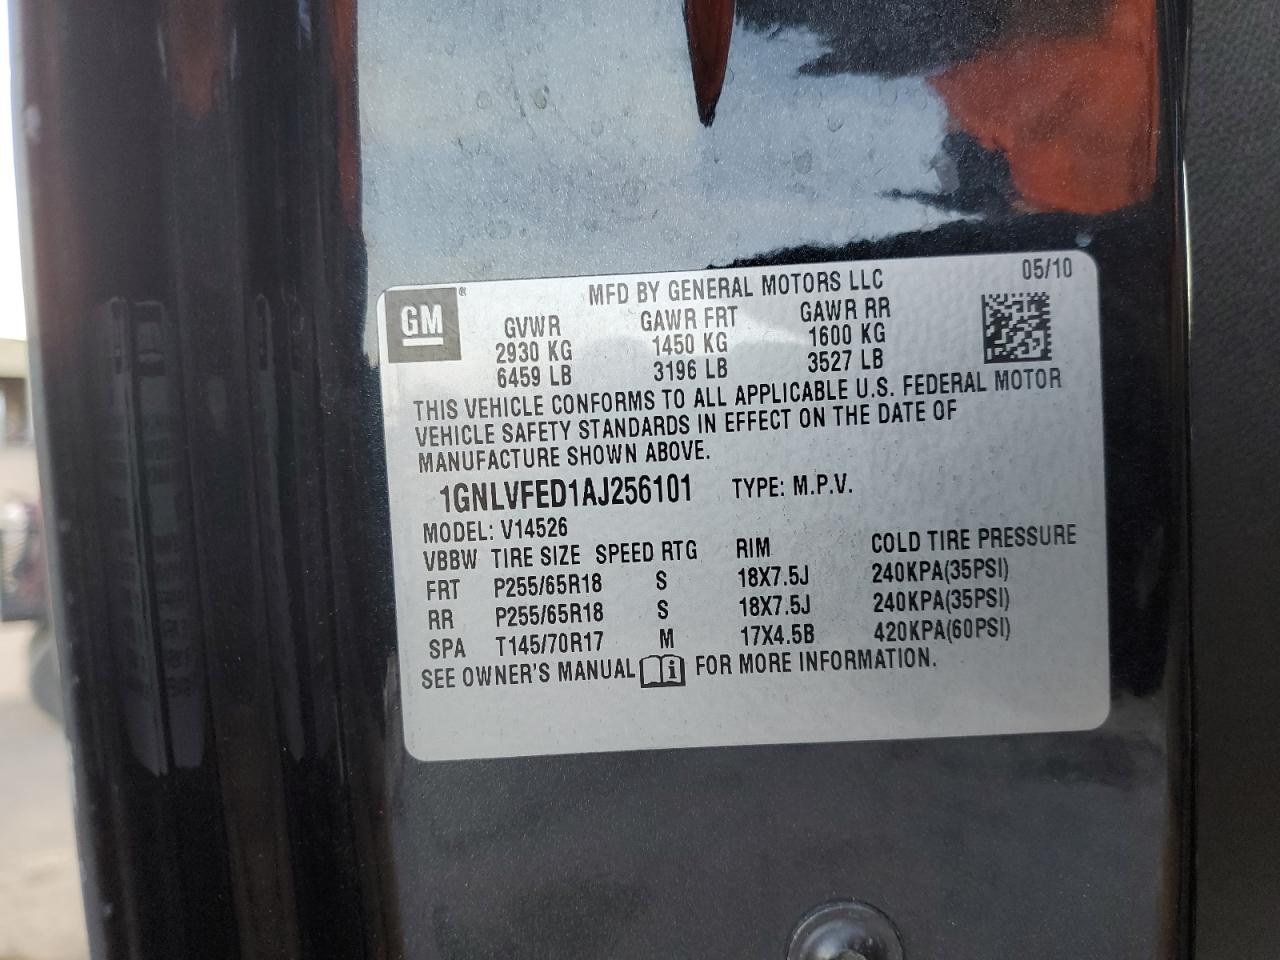 MFD BY GENERAL MOTORS LLC 05/10
GM®
GVWR GAWR FRT GAWR RR
2930 KG 1450 KG 1600 KG
6459 LB 3196 LB 3527 LB
THIS VEHICLE CONFORMS TO ALL APPLICABLE U.S. FEDERAL MOTOR
VEHICLE SAFETY STANDARDS IN EFFECT ON THE DATE OF
MANUFACTURE SHOWN ABOVE.
1GNLVFED1AJ256101 TYPE: M.P.V.
MODEL: V14526
VBBW TIRE SIZE SPEED RTG RIM COLD TIRE PRESSURE
FRT P255/65R18 S 18X7.5J 240KPA(35PSI)
RR P255/65R18 S 18X7.5J 240KPA(35PSI)
SPA T145/70R17 M 17X4.5B 420KPA(60PSI)
SEE OWNER'S MANUAL i FOR MORE INFORMATION.